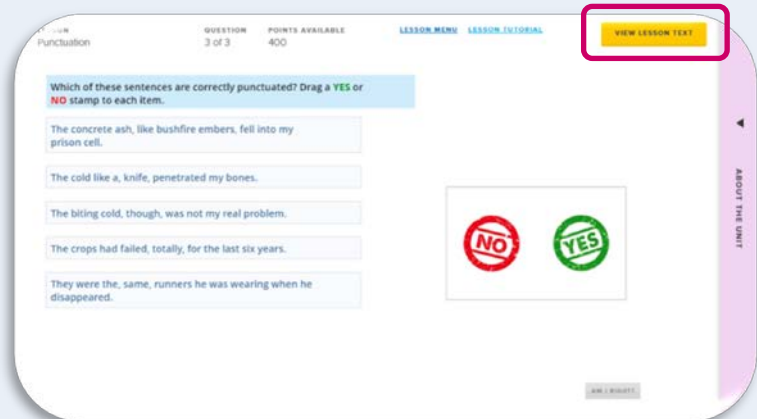 QUESTION POINTS AVAILABLE LESSON MENU LESSON TUTORIAL VIEW LESSON TEXT
Punctuation 3 of 3 400
Which of these sentences are correctly punctuated? Drag a YES or
NO stamp to each item.
The concrete ash, like bushfire embers, fell into my
prison cell.
The cold like a, knife, penetrated my bones.
The biting cold, though, was not my real problem.
The crops had failed, totally, for the last six years.
They were the, same, runners he was wearing when he
disappeared.
NO YES
ABOUT THE UNIT
AM I RIGHT?